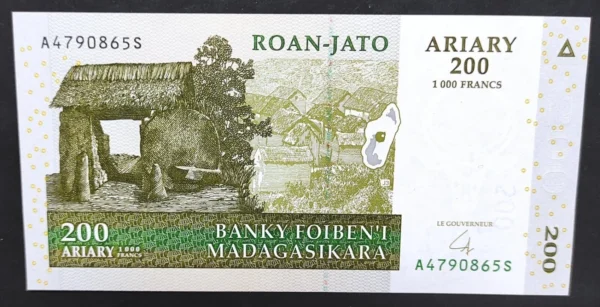 A4790865S
ROAN-JATO
ARIARY
200
1 000 FRANCS
200
ARIARY 1 000
FRANCS
BANKY FOIBEN'I
MADAGASIKARA
LE GOUVERNEUR
A4790865S
200